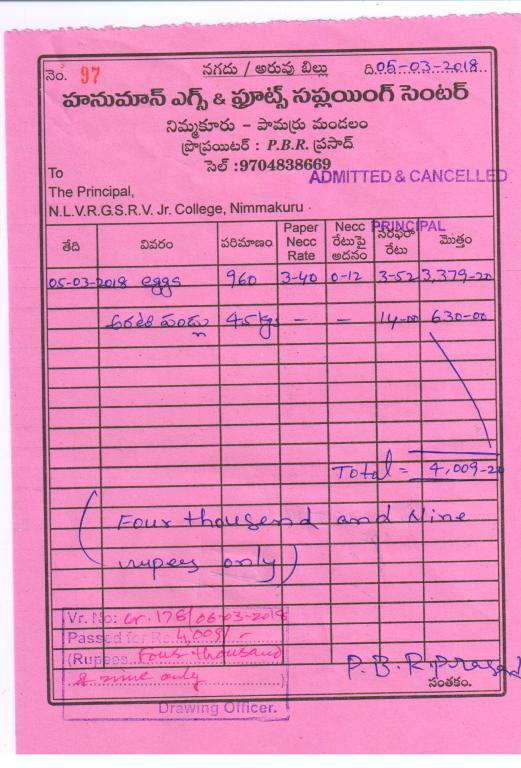 నెం. 97 నగదు / అరువు బిల్లు ది 05-03-2018
హనుమాన్ ఎగ్స్ & ఫ్రూట్స్ సప్లయింగ్ సెంటర్
నిమ్మకూరు - పామర్రు మండలం
ప్రొప్రయిటర్ : P.B.R. ప్రసాద్
సెల్ :9704838669
ADMITTED & CANCELLED
To
The Principal,
N.L.V.R.G.S.R.V. Jr. College, Nimmakuru
PRINCIPAL
తేది వివరం పరిమాణం Paper Necc Rate Necc రేటుపై అదనం సరఫరా రేటు మొత్తం
05-03-2018 eggs 960 3-40 0-12 3-52 3,379-20
అరటి పండ్లు 45kgs — — 14-00 630-00
Total = 4,009-20
(Four thousand and Nine
rupees only)
Vr. No: cr.178/06-03-2018
Passed for Rs. 4,009/-
(Rupees four thousand
& nine only)
Drawing Officer.
P.B.R.Prasad
సంతకం.